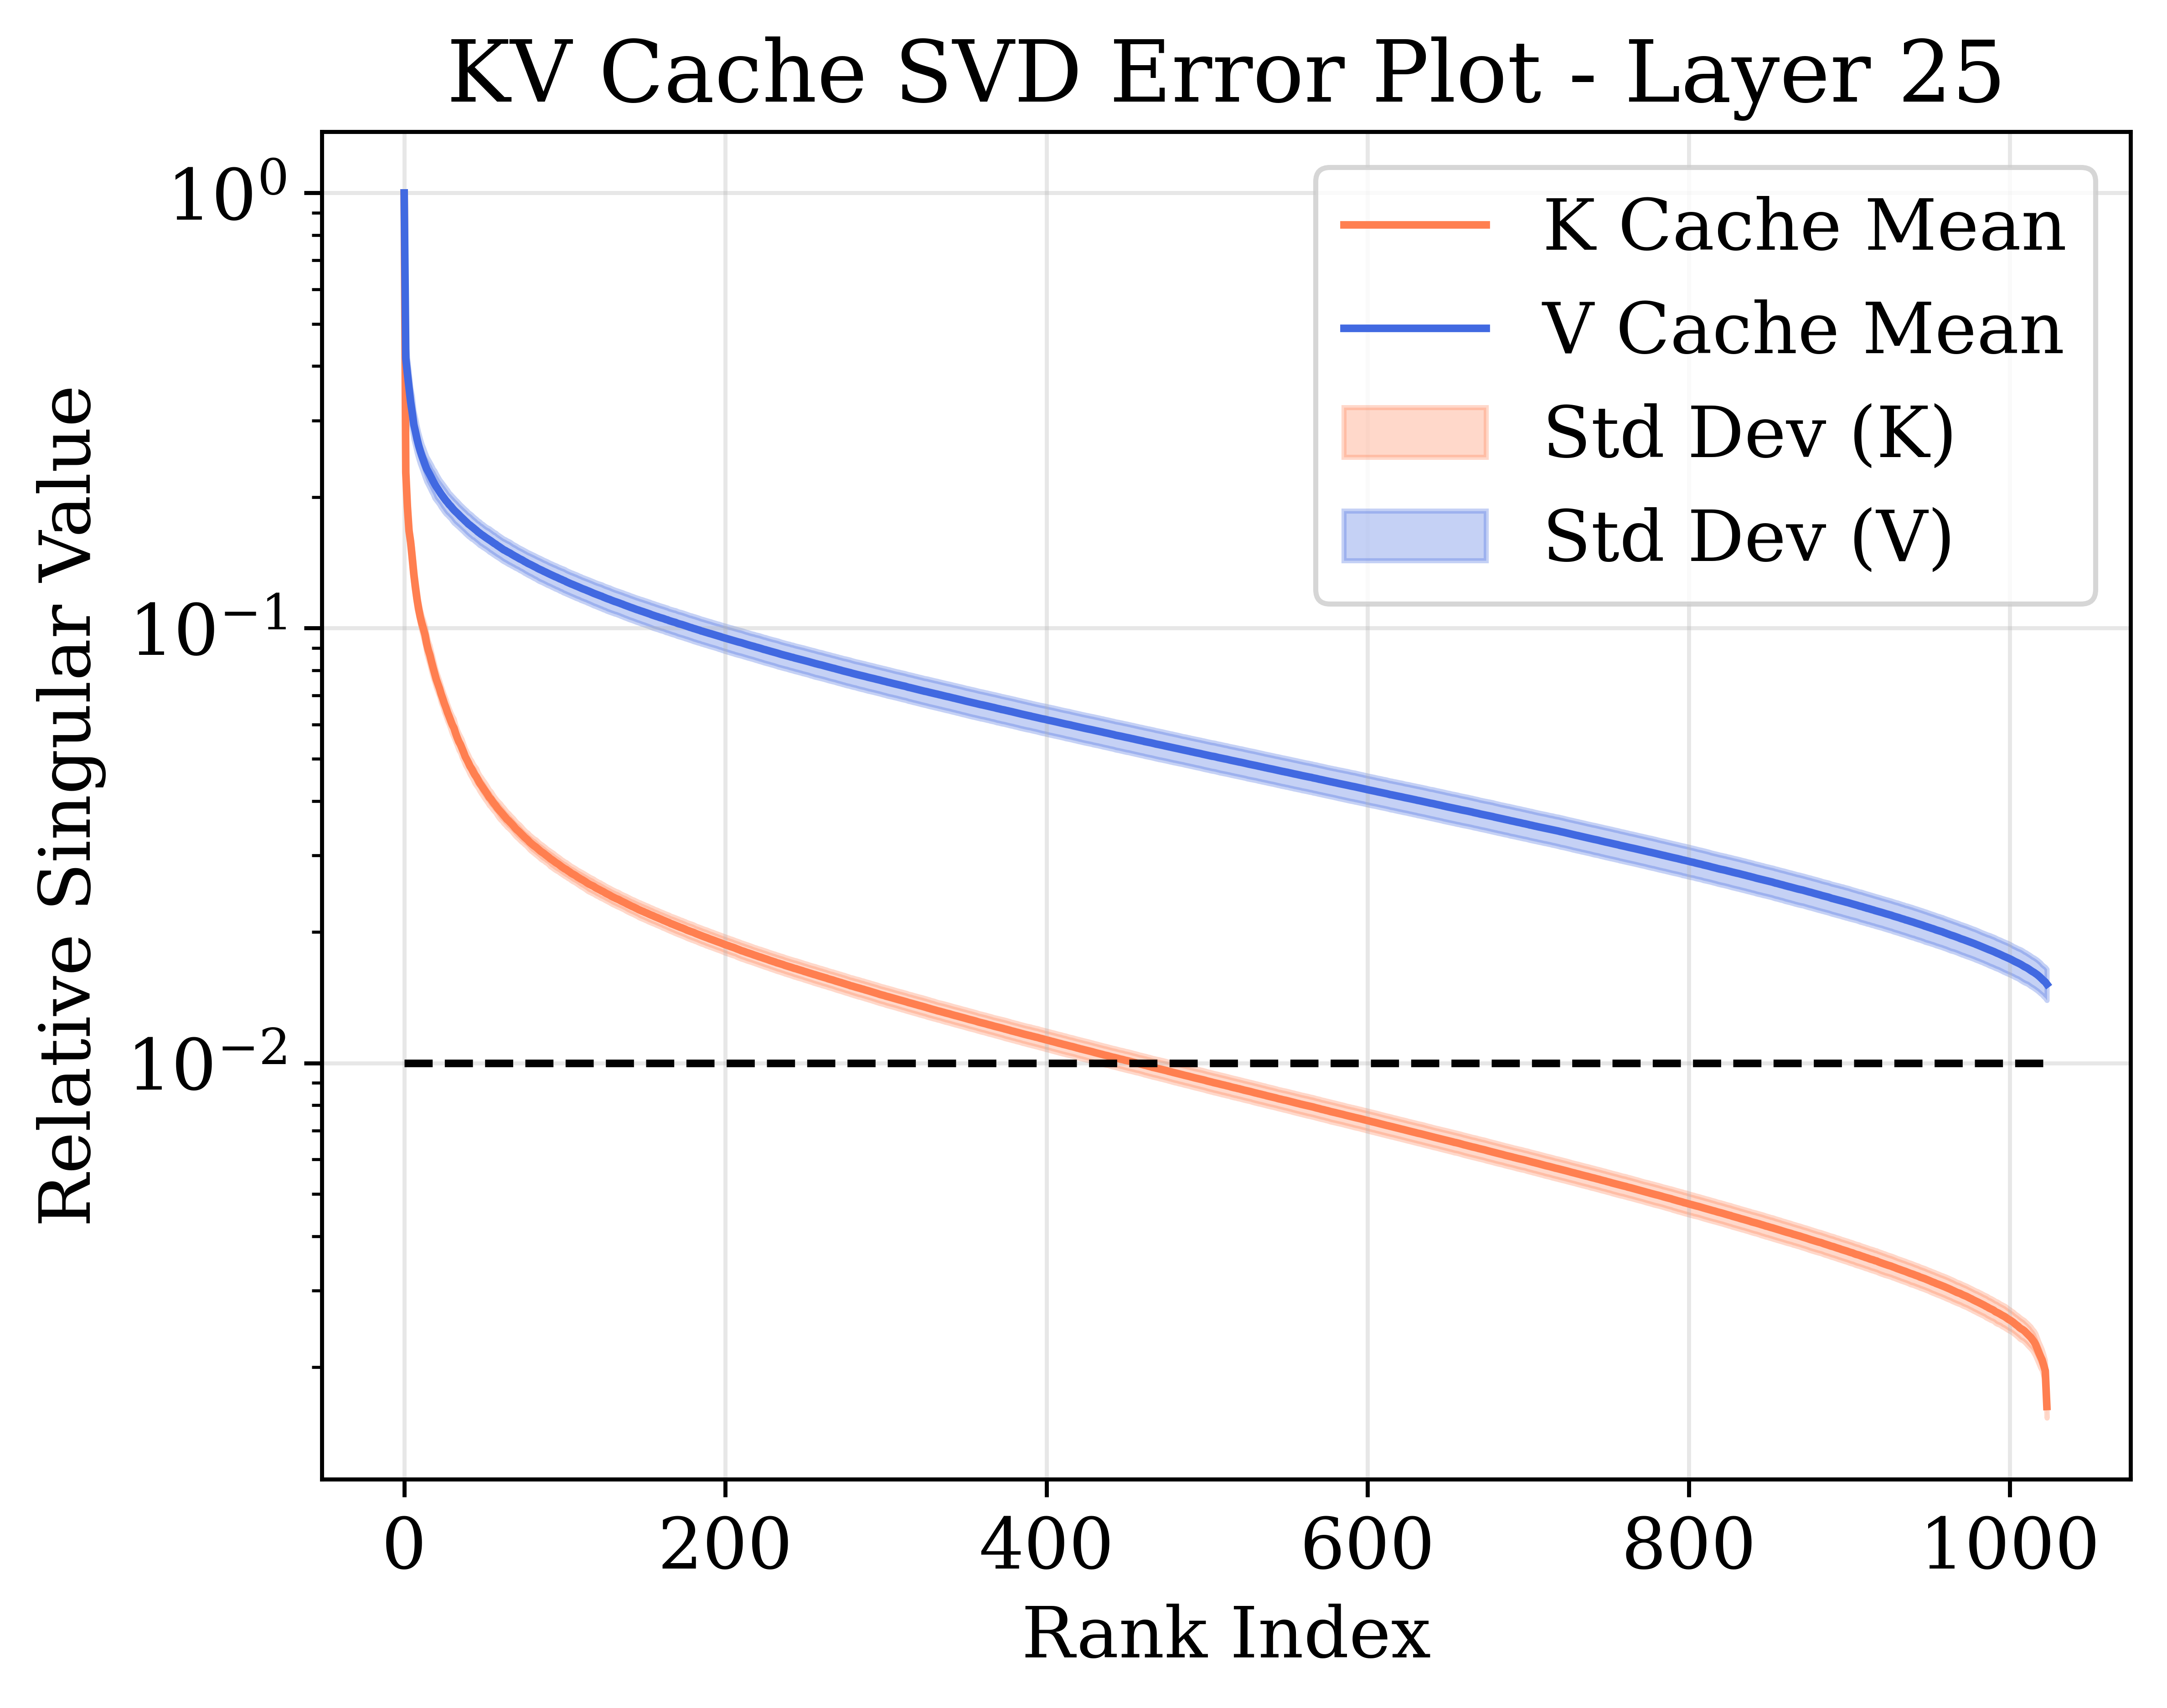 KV Cache SVD Error Plot - Layer 25
Relative Singular Value
10⁰
10⁻¹
10⁻²
K Cache Mean
V Cache Mean
Std Dev (K)
Std Dev (V)
0 200 400 600 800 1000
Rank Index